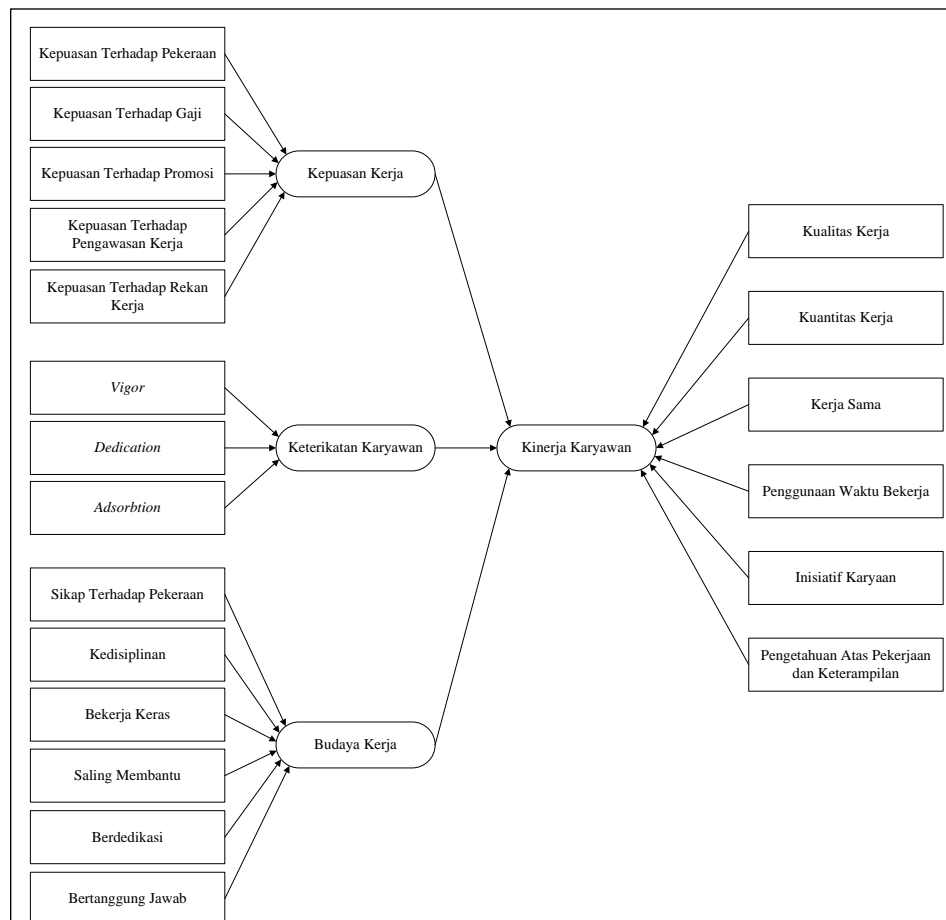 Kepuasan Terhadap Pekeraan
Kepuasan Terhadap Gaji
Kepuasan Terhadap Promosi
Kepuasan Terhadap
Pengawasan Kerja
Kepuasan Terhadap Rekan
Kerja
Kepuasan Kerja
Vigor
Dedication
Adsorbtion
Keterikatan Karyawan
Sikap Terhadap Pekeraan
Kedisiplinan
Bekerja Keras
Saling Membantu
Berdedikasi
Bertanggung Jawab
Budaya Kerja
Kinerja Karyawan
Kualitas Kerja
Kuantitas Kerja
Kerja Sama
Penggunaan Waktu Bekerja
Inisiatif Karyaan
Pengetahuan Atas Pekerjaan
dan Keterampilan